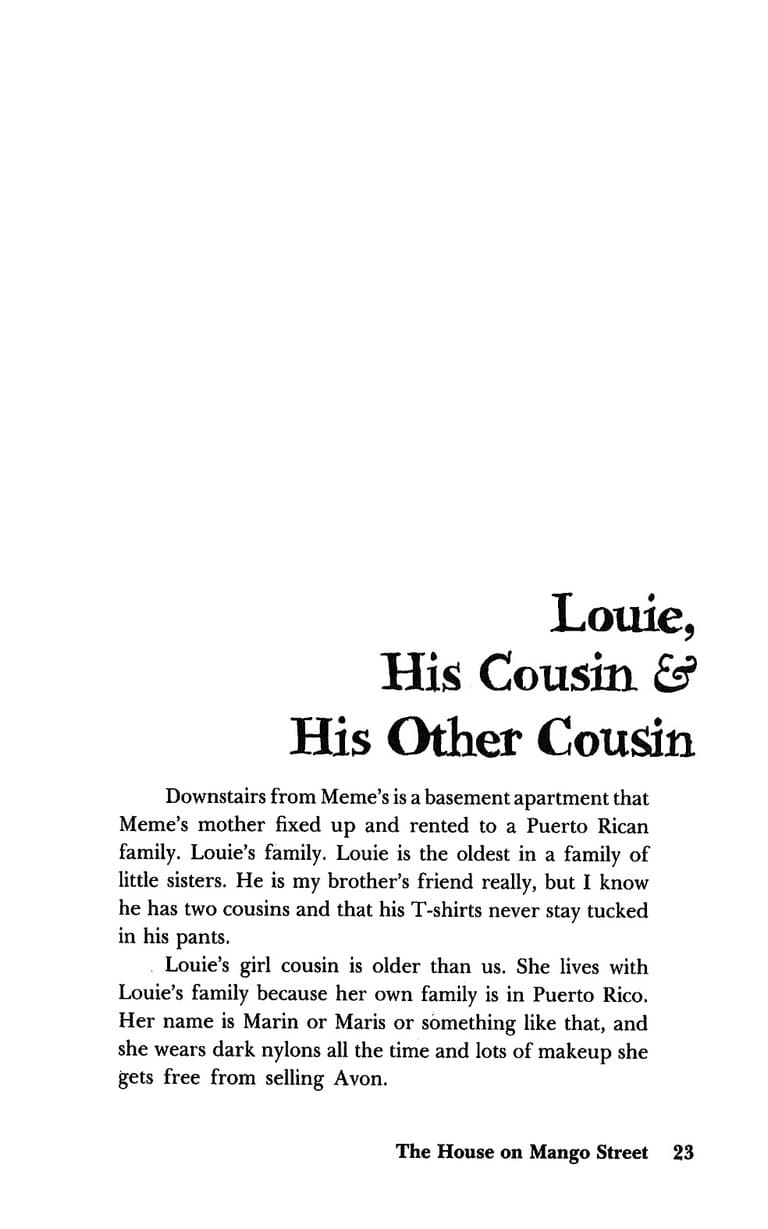 Louie,
His Cousin &
His Other Cousin
Downstairs from Meme's is a basement apartment that
Meme's mother fixed up and rented to a Puerto Rican
family. Louie's family. Louie is the oldest in a family of
little sisters. He is my brother's friend really, but I know
he has two cousins and that his T-shirts never stay tucked
in his pants.
Louie's girl cousin is older than us. She lives with
Louie's family because her own family is in Puerto Rico.
Her name is Marin or Maris or something like that, and
she wears dark nylons all the time and lots of makeup she
gets free from selling Avon.
The House on Mango Street 23